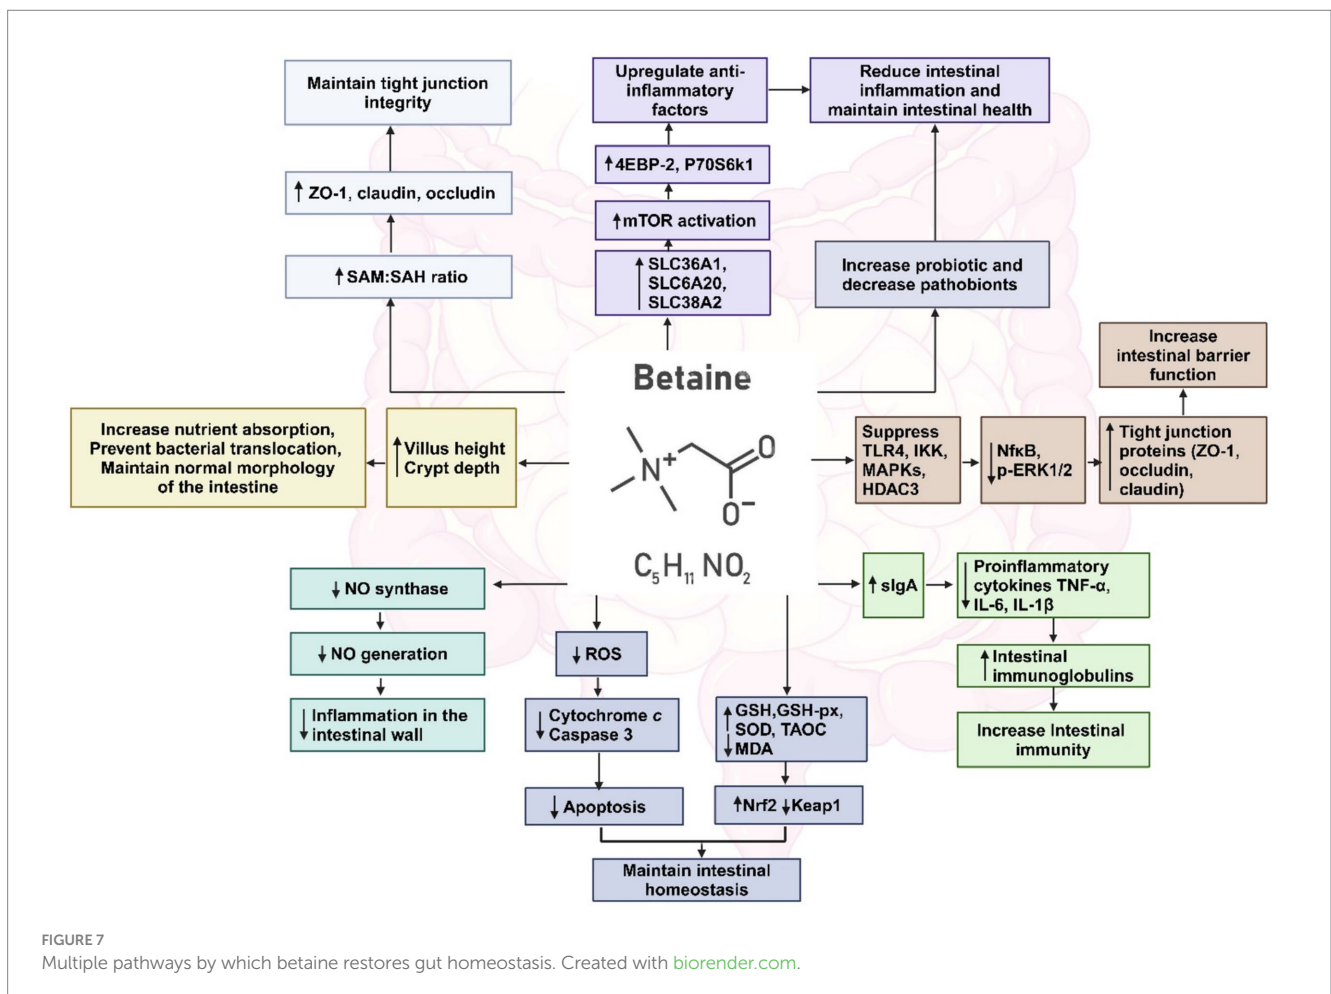 Maintain tight junction
integrity
↑ ZO-1, claudin, occludin
↑ SAM:SAH ratio
Upregulate anti-
inflammatory
factors
↑4EBP-2, P70S6k1
↑mTOR activation
↑ SLC36A1,
SLC6A20,
SLC38A2
Reduce intestinal
inflammation and
maintain intestinal health
Increase probiotic and
decrease pathobionts
Increase
intestinal barrier
function
Betaine
N+
O
O−
C5H11 NO2
Increase nutrient absorption,
Prevent bacterial translocation,
Maintain normal morphology
of the intestine
↑ Villus height
Crypt depth
Suppress
TLR4, IKK,
MAPKs,
HDAC3
↓ NfκB,
p-ERK1/2
↑ Tight junction
proteins (ZO-1,
occludin,
claudin)
↓ NO synthase
↓ NO generation
↓ Inflammation in the
intestinal wall
↓ ROS
↓ Cytochrome c
Caspase 3
↓ Apoptosis
↑ GSH,GSH-px,
SOD, TAOC
↓ MDA
↑Nrf2 ↓Keap1
Maintain intestinal
homeostasis
↑ sIgA
↓ Proinflammatory
cytokines TNF-α,
IL-6, IL-1β
↑ Intestinal
immunoglobulins
Increase Intestinal
immunity
FIGURE 7
Multiple pathways by which betaine restores gut homeostasis. Created with biorender.com.